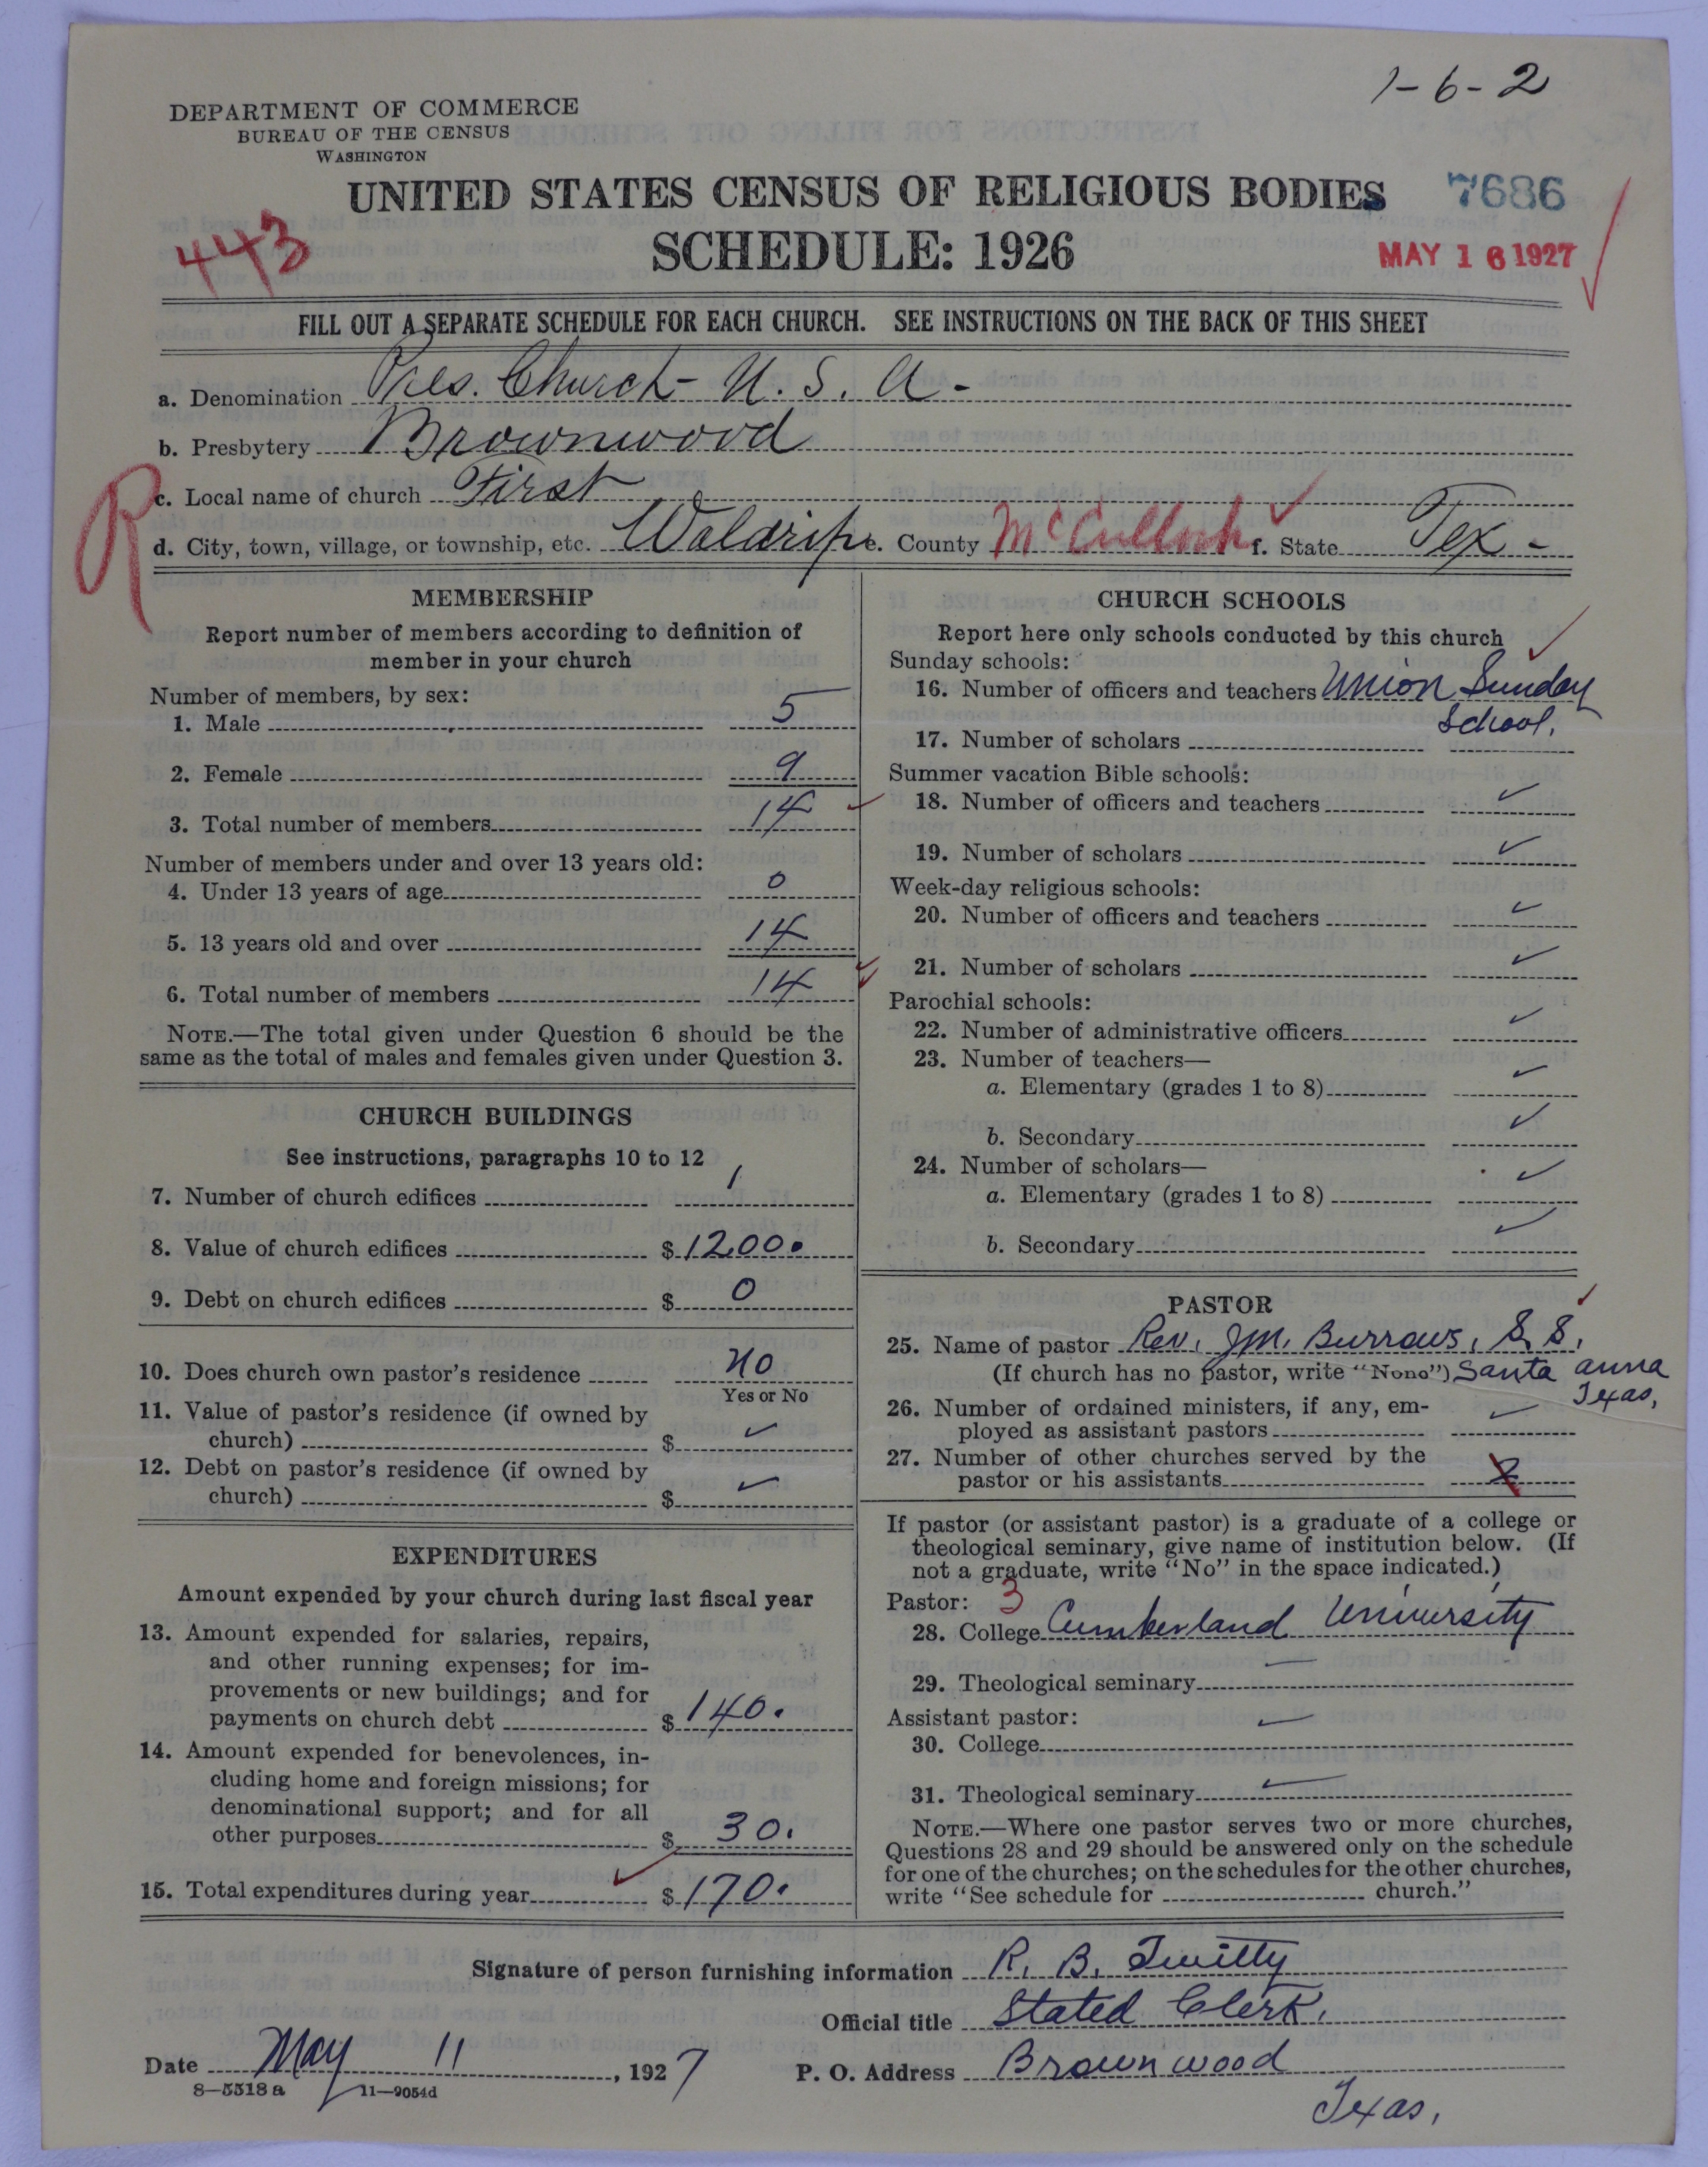 1-6-2
DEPARTMENT OF COMMERCE
BUREAU OF THE CENSUS
WASHINGTON
UNITED STATES CENSUS OF RELIGIOUS BODIES
7686
443
SCHEDULE: 1926
MAY 16 1927
FILL OUT A SEPARATE SCHEDULE FOR EACH CHURCH. SEE INSTRUCTIONS ON THE BACK OF THIS SHEET
a. Denomination Pres. Church - U. S. A -
b. Presbytery Brownwood
R
c. Local name of church First
d. City, town, village, or township, etc. Waldrip e. County McCulloch f. State Tex -
MEMBERSHIP
Report number of members according to definition of
member in your church
Number of members, by sex:
1. Male 5
2. Female 9
3. Total number of members 14
Number of members under and over 13 years old:
4. Under 13 years of age 0
5. 13 years old and over 14
6. Total number of members 14
NOTE.—The total given under Question 6 should be the
same as the total of males and females given under Question 3.
CHURCH BUILDINGS
See instructions, paragraphs 10 to 12
7. Number of church edifices 1
8. Value of church edifices $ 1200.
9. Debt on church edifices $ 0
10. Does church own pastor's residence No
Yes or No
11. Value of pastor's residence (if owned by
church) $ ✓
12. Debt on pastor's residence (if owned by
church) $ ✓
EXPENDITURES
Amount expended by your church during last fiscal year
13. Amount expended for salaries, repairs,
and other running expenses; for im-
provements or new buildings; and for
payments on church debt $ 140.
14. Amount expended for benevolences, in-
cluding home and foreign missions; for
denominational support; and for all
other purposes $ 30.
15. Total expenditures during year $ 170.
CHURCH SCHOOLS
Report here only schools conducted by this church
Sunday schools:
16. Number of officers and teachers Union Sunday
School.
17. Number of scholars
Summer vacation Bible schools:
18. Number of officers and teachers ✓
19. Number of scholars ✓
Week-day religious schools:
20. Number of officers and teachers ✓
21. Number of scholars ✓
Parochial schools:
22. Number of administrative officers ✓
23. Number of teachers—
a. Elementary (grades 1 to 8) ✓
b. Secondary ✓
24. Number of scholars—
a. Elementary (grades 1 to 8) ✓
b. Secondary ✓
PASTOR
25. Name of pastor Rev. J.M. Burrows, S. S.
(If church has no pastor, write "None") Santa Anna
Texas,
26. Number of ordained ministers, if any, em-
ployed as assistant pastors ✓
27. Number of other churches served by the
pastor or his assistants 2
If pastor (or assistant pastor) is a graduate of a college or
theological seminary, give name of institution below. (If
not a graduate, write "No" in the space indicated.)
Pastor: 3
28. College Cumberland University
29. Theological seminary
Assistant pastor:
30. College ✓
31. Theological seminary ✓
NOTE.—Where one pastor serves two or more churches,
Questions 28 and 29 should be answered only on the schedule
for one of the churches; on the schedules for the other churches,
write "See schedule for church."
Signature of person furnishing information R. B. Twitty
Official title Stated Clerk.
Date May 11, 1927 P. O. Address Brownwood
8—5518 a 11—9054d
Texas.